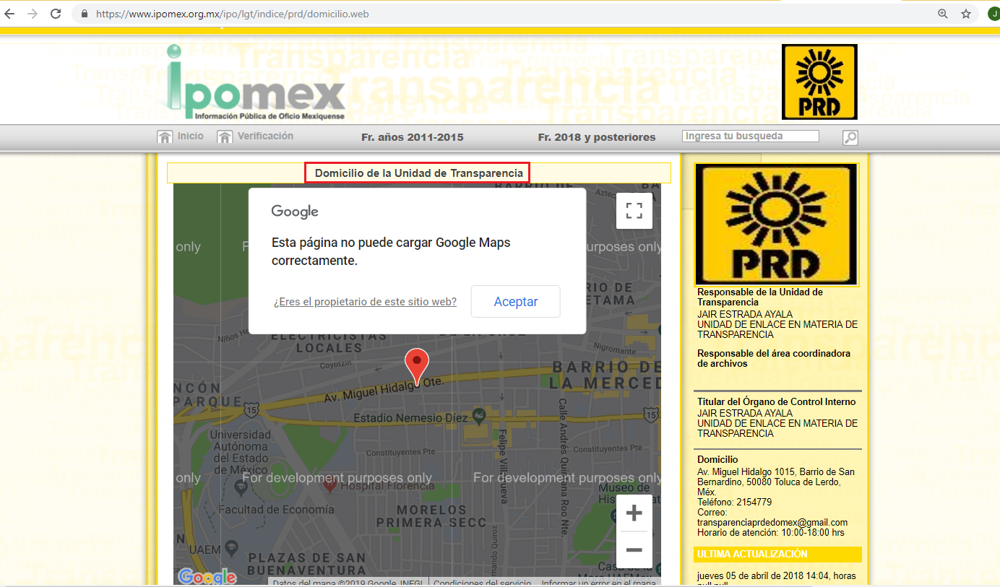 https://www.ipomex.org.mx/ipo/lgt/indice/prd/domicilio.web
J
Transparencia
ipomex
Información Pública de Oficio Mexiquense
PRD
Inicio
Verificación
Fr. años 2011-2015
Fr. 2018 y posteriores
Ingresa tu busqueda
Domicilio de la Unidad de Transparencia
Google
Esta página no puede cargar Google Maps
correctamente.
¿Eres el propietario de este sitio web?
Aceptar
only
urposes only
ELECTRICISTAS
LOCALES
Coyotzin
Nigromante
BARRIO DE
LA MERCED
Av. Miguel Hidalgo Ote.
NCÓN
PARQUE
15
15
Estadio Nemesio Díez
Universidad
Autónoma
del Estado
de México
Constituyentes Pte
Constituyentes Pte
Felipe Villanueva
Calle Andrés Quintana Roo Nte.
only
For development purposes only
For development purposes only
Hospital Florencia
Museo de
Facultad de Economía
MORELOS
PRIMERA SECC
UAEM
PLAZAS DE SAN
BUENAVENTURA
Google
Datos del mapa ©2019 Google, INEGI
Condiciones del servicio
Informar un error en el mapa
PRD
Responsable de la Unidad de
Transparencia
JAIR ESTRADA AYALA
UNIDAD DE ENLACE EN MATERIA DE
TRANSPARENCIA
Responsable del área coordinadora
de archivos
Titular del Órgano de Control Interno
JAIR ESTRADA AYALA
UNIDAD DE ENLACE EN MATERIA DE
TRANSPARENCIA
Domicilio
Av. Miguel Hidalgo 1015, Barrio de San
Bernardino, 50080 Toluca de Lerdo,
Méx.
Teléfono: 2154779
Correo:
transparenciaprdedomex@gmail.com
Horario de atención: 10:00-18:00 hrs
ULTIMA ACTUALIZACIÓN
jueves 05 de abril de 2018 14:04, horas